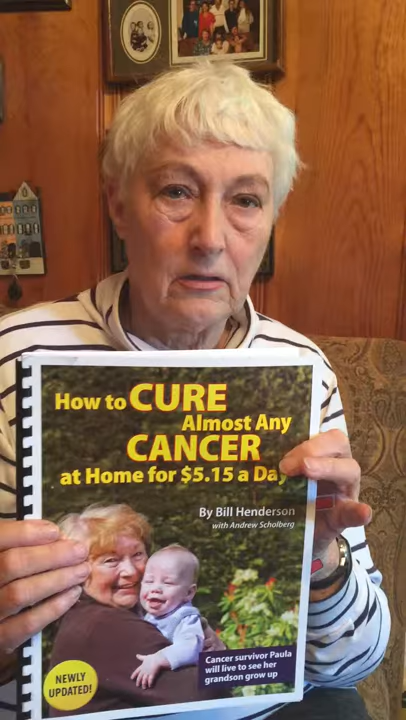 How to CURE
Almost Any
CANCER
at Home for $5.15 a Day
By Bill Henderson
with Andrew Scholberg
Cancer survivor Paula
will live to see her
grandson grow up
NEWLY
UPDATED!